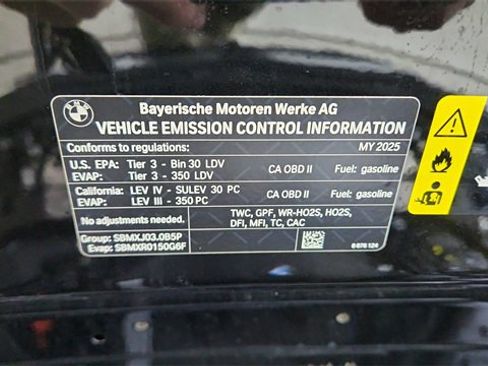 BMW
Bayerische Motoren Werke AG
VEHICLE EMISSION CONTROL INFORMATION
Conforms to regulations: MY 2025
U.S. EPA: Tier 3 - Bin 30 LDV CA OBD II Fuel: gasoline
EVAP: Tier 3 - 350 LDV
California: LEV IV - SULEV 30 PC CA OBD II Fuel: gasoline
EVAP: LEV III - 350 PC
No adjustments needed. TWC, GPF, WR-HO2S, HO2S,
DFI, MFI, TC, CAC
Group: SBMXJ03.0B5P
Evap: SBMXR0150G6F